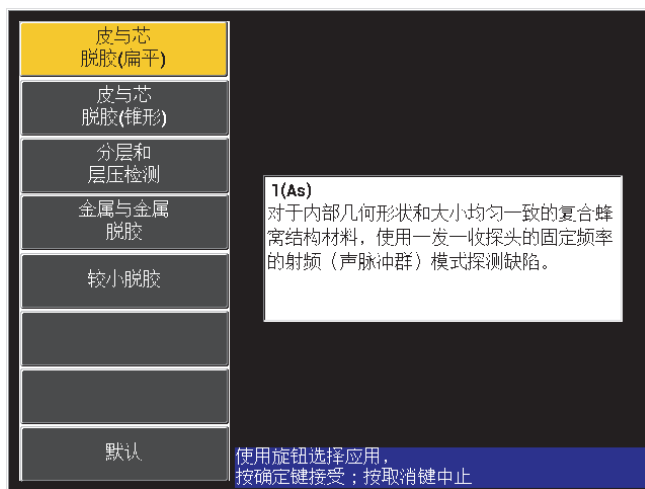 皮与芯
脱胶(扁平)
皮与芯
脱胶(锥形)
分层和
层压检测
金属与金属
脱胶
较小脱胶
默认
1(As)
对于内部几何形状和大小均匀一致的复合蜂
窝结构材料，使用一发一收探头的固定频率
的射频（声脉冲群）模式探测缺陷。
使用旋钮选择应用，
按确定键接受；按取消键中止